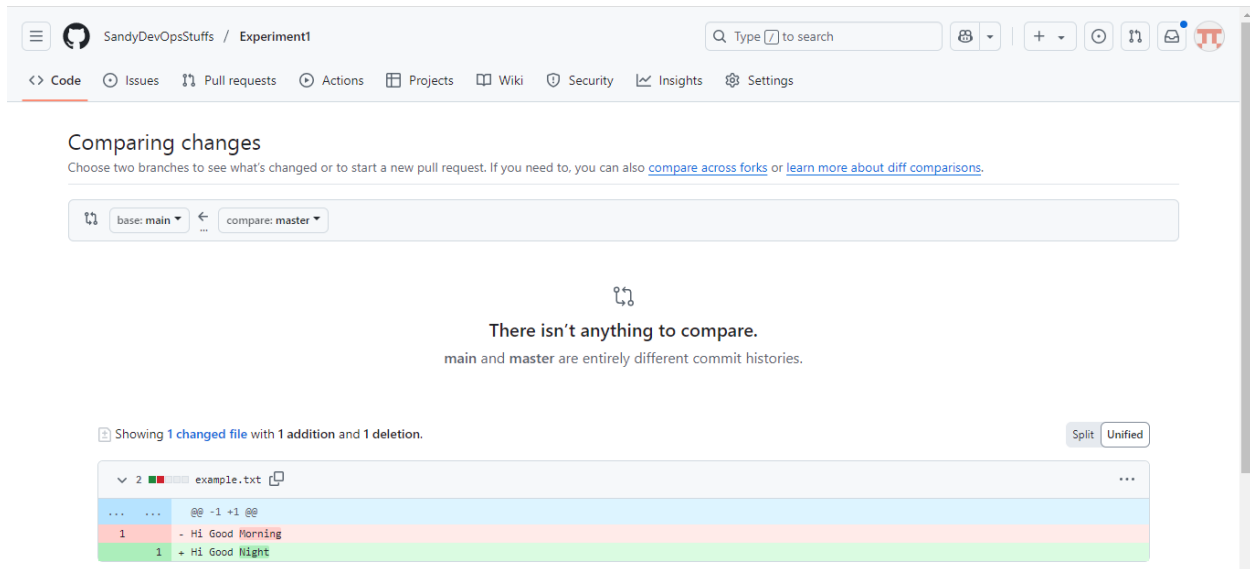 SandyDevOpsStuffs / Experiment1 Type / to search
<> Code Issues Pull requests Actions Projects Wiki Security Insights Settings
Comparing changes
Choose two branches to see what's changed or to start a new pull request. If you need to, you can also compare across forks or learn more about diff comparisons.
base: main ← ... compare: master
There isn't anything to compare.
main and master are entirely different commit histories.
Showing 1 changed file with 1 addition and 1 deletion. Split Unified
2 example.txt ...
... ... @@ -1 +1 @@
1 - Hi Good Morning
1 + Hi Good Night